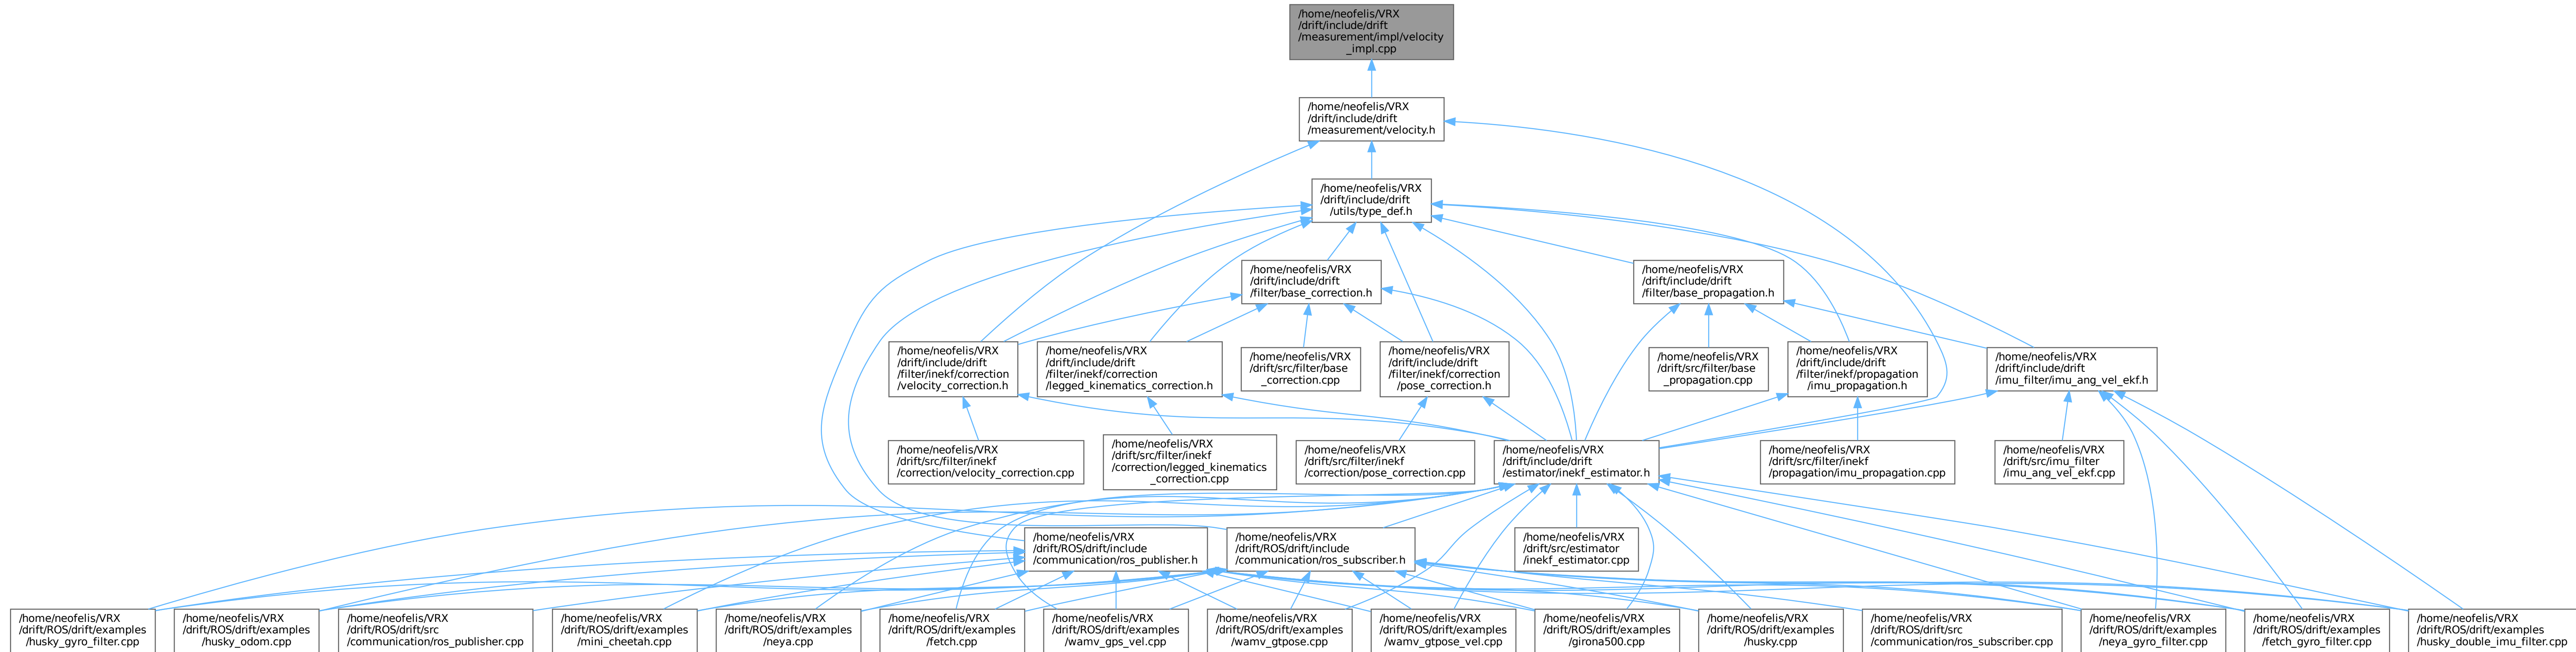 /home/neofelis/VRX
/drift/include/drift
/measurement/impl/velocity
_impl.cpp
/home/neofelis/VRX
/drift/include/drift
/measurement/velocity.h
/home/neofelis/VRX
/drift/include/drift
/utils/type_def.h
/home/neofelis/VRX
/drift/include/drift
/filter/base_correction.h
/home/neofelis/VRX
/drift/include/drift
/filter/base_propagation.h
/home/neofelis/VRX
/drift/include/drift
/filter/inekf/correction
/velocity_correction.h
/home/neofelis/VRX
/drift/include/drift
/filter/inekf/correction
/legged_kinematics_correction.h
/home/neofelis/VRX
/drift/src/filter/base
_correction.cpp
/home/neofelis/VRX
/drift/include/drift
/filter/inekf/correction
/pose_correction.h
/home/neofelis/VRX
/drift/src/filter/base
_propagation.cpp
/home/neofelis/VRX
/drift/include/drift
/filter/inekf/propagation
/imu_propagation.h
/home/neofelis/VRX
/drift/include/drift
/imu_filter/imu_ang_vel_ekf.h
/home/neofelis/VRX
/drift/src/filter/inekf
/correction/velocity_correction.cpp
/home/neofelis/VRX
/drift/src/filter/inekf
/correction/legged_kinematics
_correction.cpp
/home/neofelis/VRX
/drift/src/filter/inekf
/correction/pose_correction.cpp
/home/neofelis/VRX
/drift/include/drift
/estimator/inekf_estimator.h
/home/neofelis/VRX
/drift/src/filter/inekf
/propagation/imu_propagation.cpp
/home/neofelis/VRX
/drift/src/imu_filter
/imu_ang_vel_ekf.cpp
/home/neofelis/VRX
/drift/ROS/drift/include
/communication/ros_publisher.h
/home/neofelis/VRX
/drift/ROS/drift/include
/communication/ros_subscriber.h
/home/neofelis/VRX
/drift/src/estimator
/inekf_estimator.cpp
/home/neofelis/VRX
/drift/ROS/drift/examples
/husky_gyro_filter.cpp
/home/neofelis/VRX
/drift/ROS/drift/examples
/husky_odom.cpp
/home/neofelis/VRX
/drift/ROS/drift/src
/communication/ros_publisher.cpp
/home/neofelis/VRX
/drift/ROS/drift/examples
/mini_cheetah.cpp
/home/neofelis/VRX
/drift/ROS/drift/examples
/neya.cpp
/home/neofelis/VRX
/drift/ROS/drift/examples
/fetch.cpp
/home/neofelis/VRX
/drift/ROS/drift/examples
/wamv_gps_vel.cpp
/home/neofelis/VRX
/drift/ROS/drift/examples
/wamv_gtpose.cpp
/home/neofelis/VRX
/drift/ROS/drift/examples
/wamv_gtpose_vel.cpp
/home/neofelis/VRX
/drift/ROS/drift/examples
/girona500.cpp
/home/neofelis/VRX
/drift/ROS/drift/examples
/husky.cpp
/home/neofelis/VRX
/drift/ROS/drift/src
/communication/ros_subscriber.cpp
/home/neofelis/VRX
/drift/ROS/drift/examples
/neya_gyro_filter.cpp
/home/neofelis/VRX
/drift/ROS/drift/examples
/fetch_gyro_filter.cpp
/home/neofelis/VRX
/drift/ROS/drift/examples
/husky_double_imu_filter.cpp